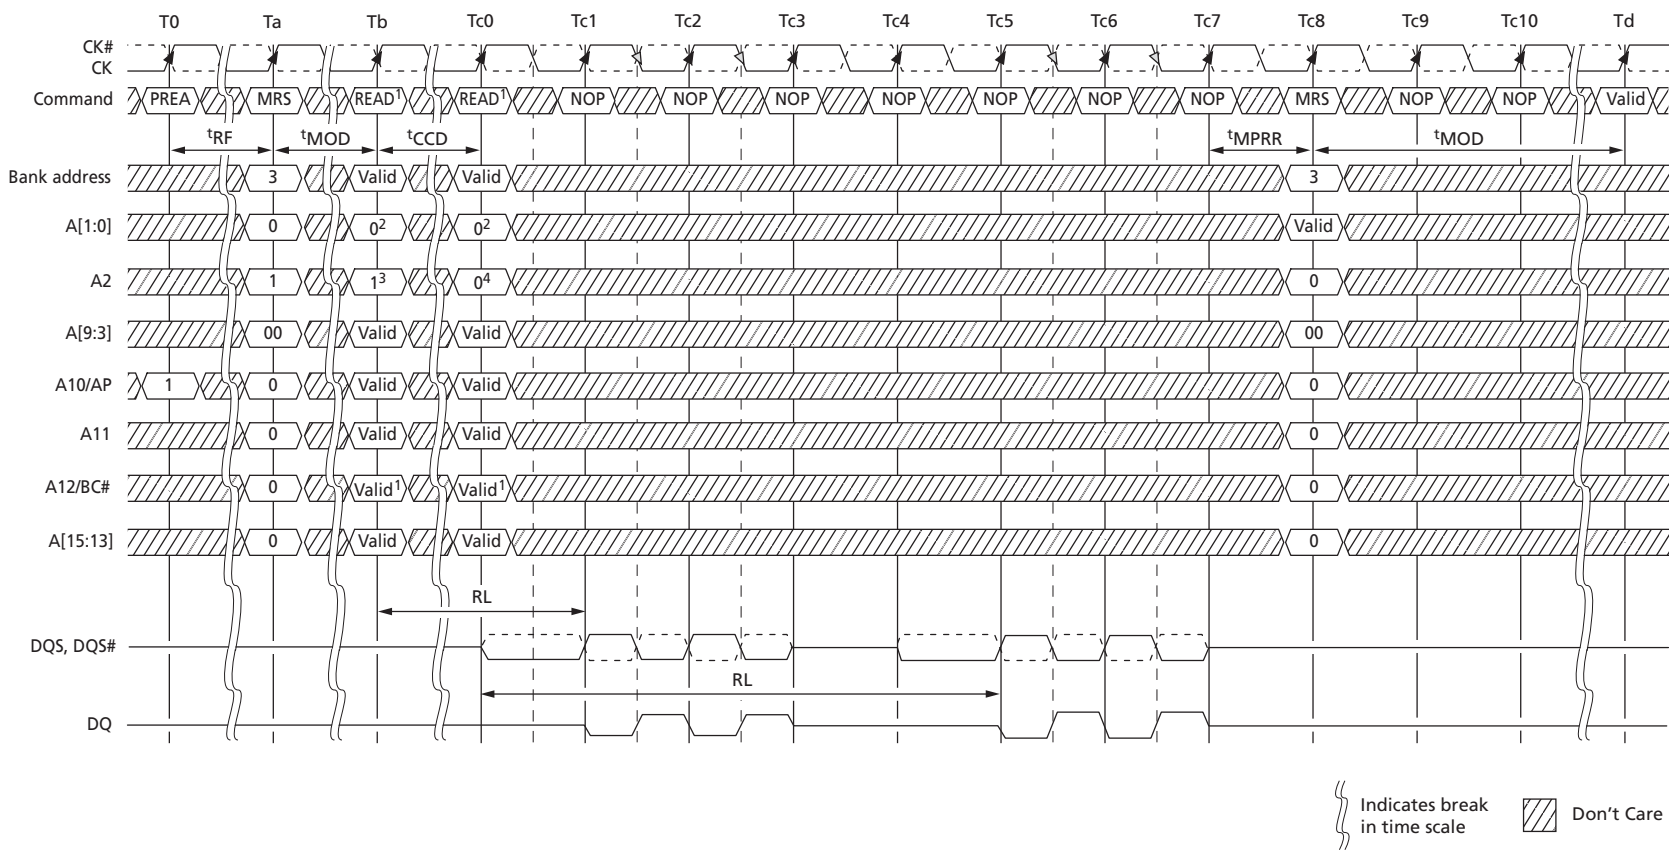 T0 Ta Tb Tc0 Tc1 Tc2 Tc3 Tc4 Tc5 Tc6 Tc7 Tc8 Tc9 Tc10 Td
CK#
CK
Command PREA MRS READ1 READ1 NOP NOP NOP NOP NOP NOP NOP MRS NOP NOP Valid
tRF tMOD tCCD tMPRR tMOD
Bank address 3 Valid Valid 3
A[1:0] 0 02 02 Valid
A2 1 13 04 0
A[9:3] 00 Valid Valid 00
A10/AP 1 0 Valid Valid 0
A11 0 Valid Valid 0
A12/BC# 0 Valid1 Valid1 0
A[15:13] 0 Valid Valid 0
RL
DQS, DQS#
RL
DQ
Indicates break
in time scale
Don't Care